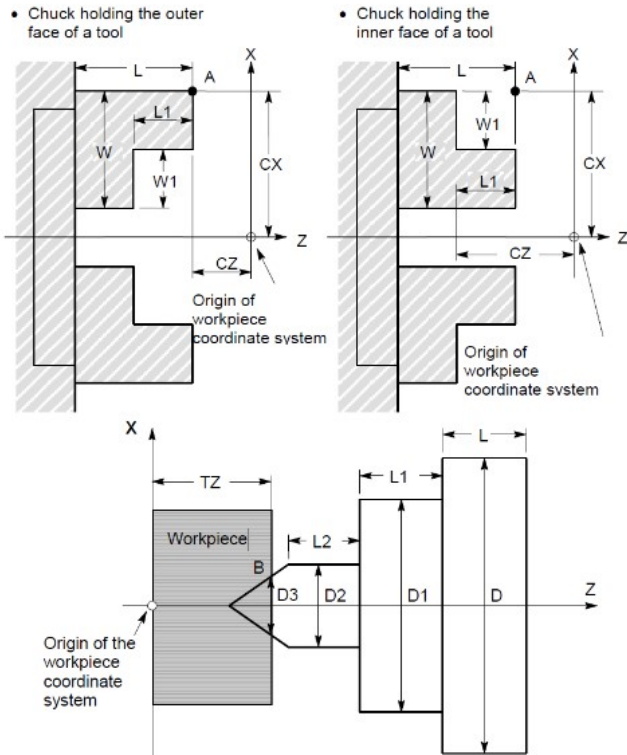 • Chuck holding the outer
face of a tool
L
A
X
L1
W
W1
CX
Z
CZ
Origin of
workpiece
coordinate system
• Chuck holding the
inner face of a tool
L
A
X
W1
W
CX
L1
Z
CZ
Origin of
workpiece
coordinate system
X
TZ
L
L1
L2
Workpiece
B
D3
D2
D1
D
Z
Origin of the
workpiece
coordinate
system